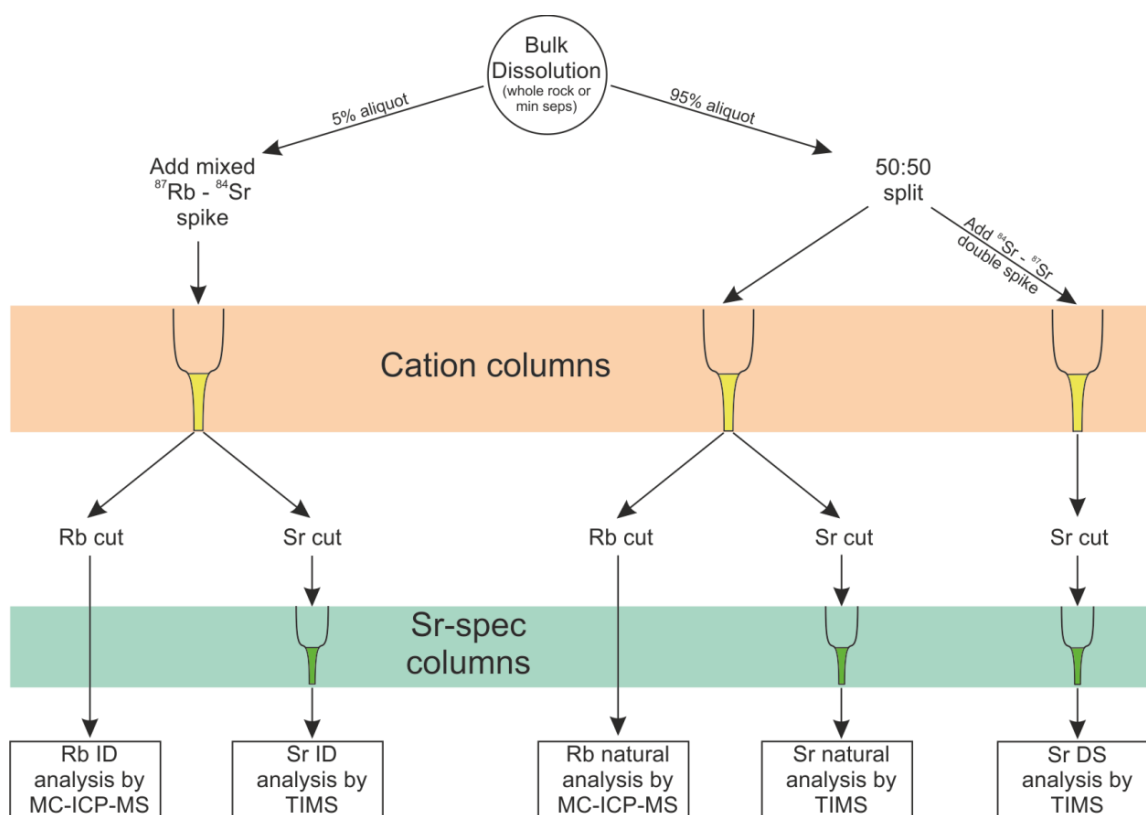 Bulk
Dissolution
(whole rock or
min seps)
5% aliquot
95% aliquot
Add mixed
⁸⁷Rb - ⁸⁴Sr
spike
50:50
split
Add ⁸⁴Sr - ⁸⁷Sr
double spike
Cation columns
Rb cut
Sr cut
Rb cut
Sr cut
Sr cut
Sr-spec
columns
Rb ID
analysis by
MC-ICP-MS
Sr ID
analysis by
TIMS
Rb natural
analysis by
MC-ICP-MS
Sr natural
analysis by
TIMS
Sr DS
analysis by
TIMS